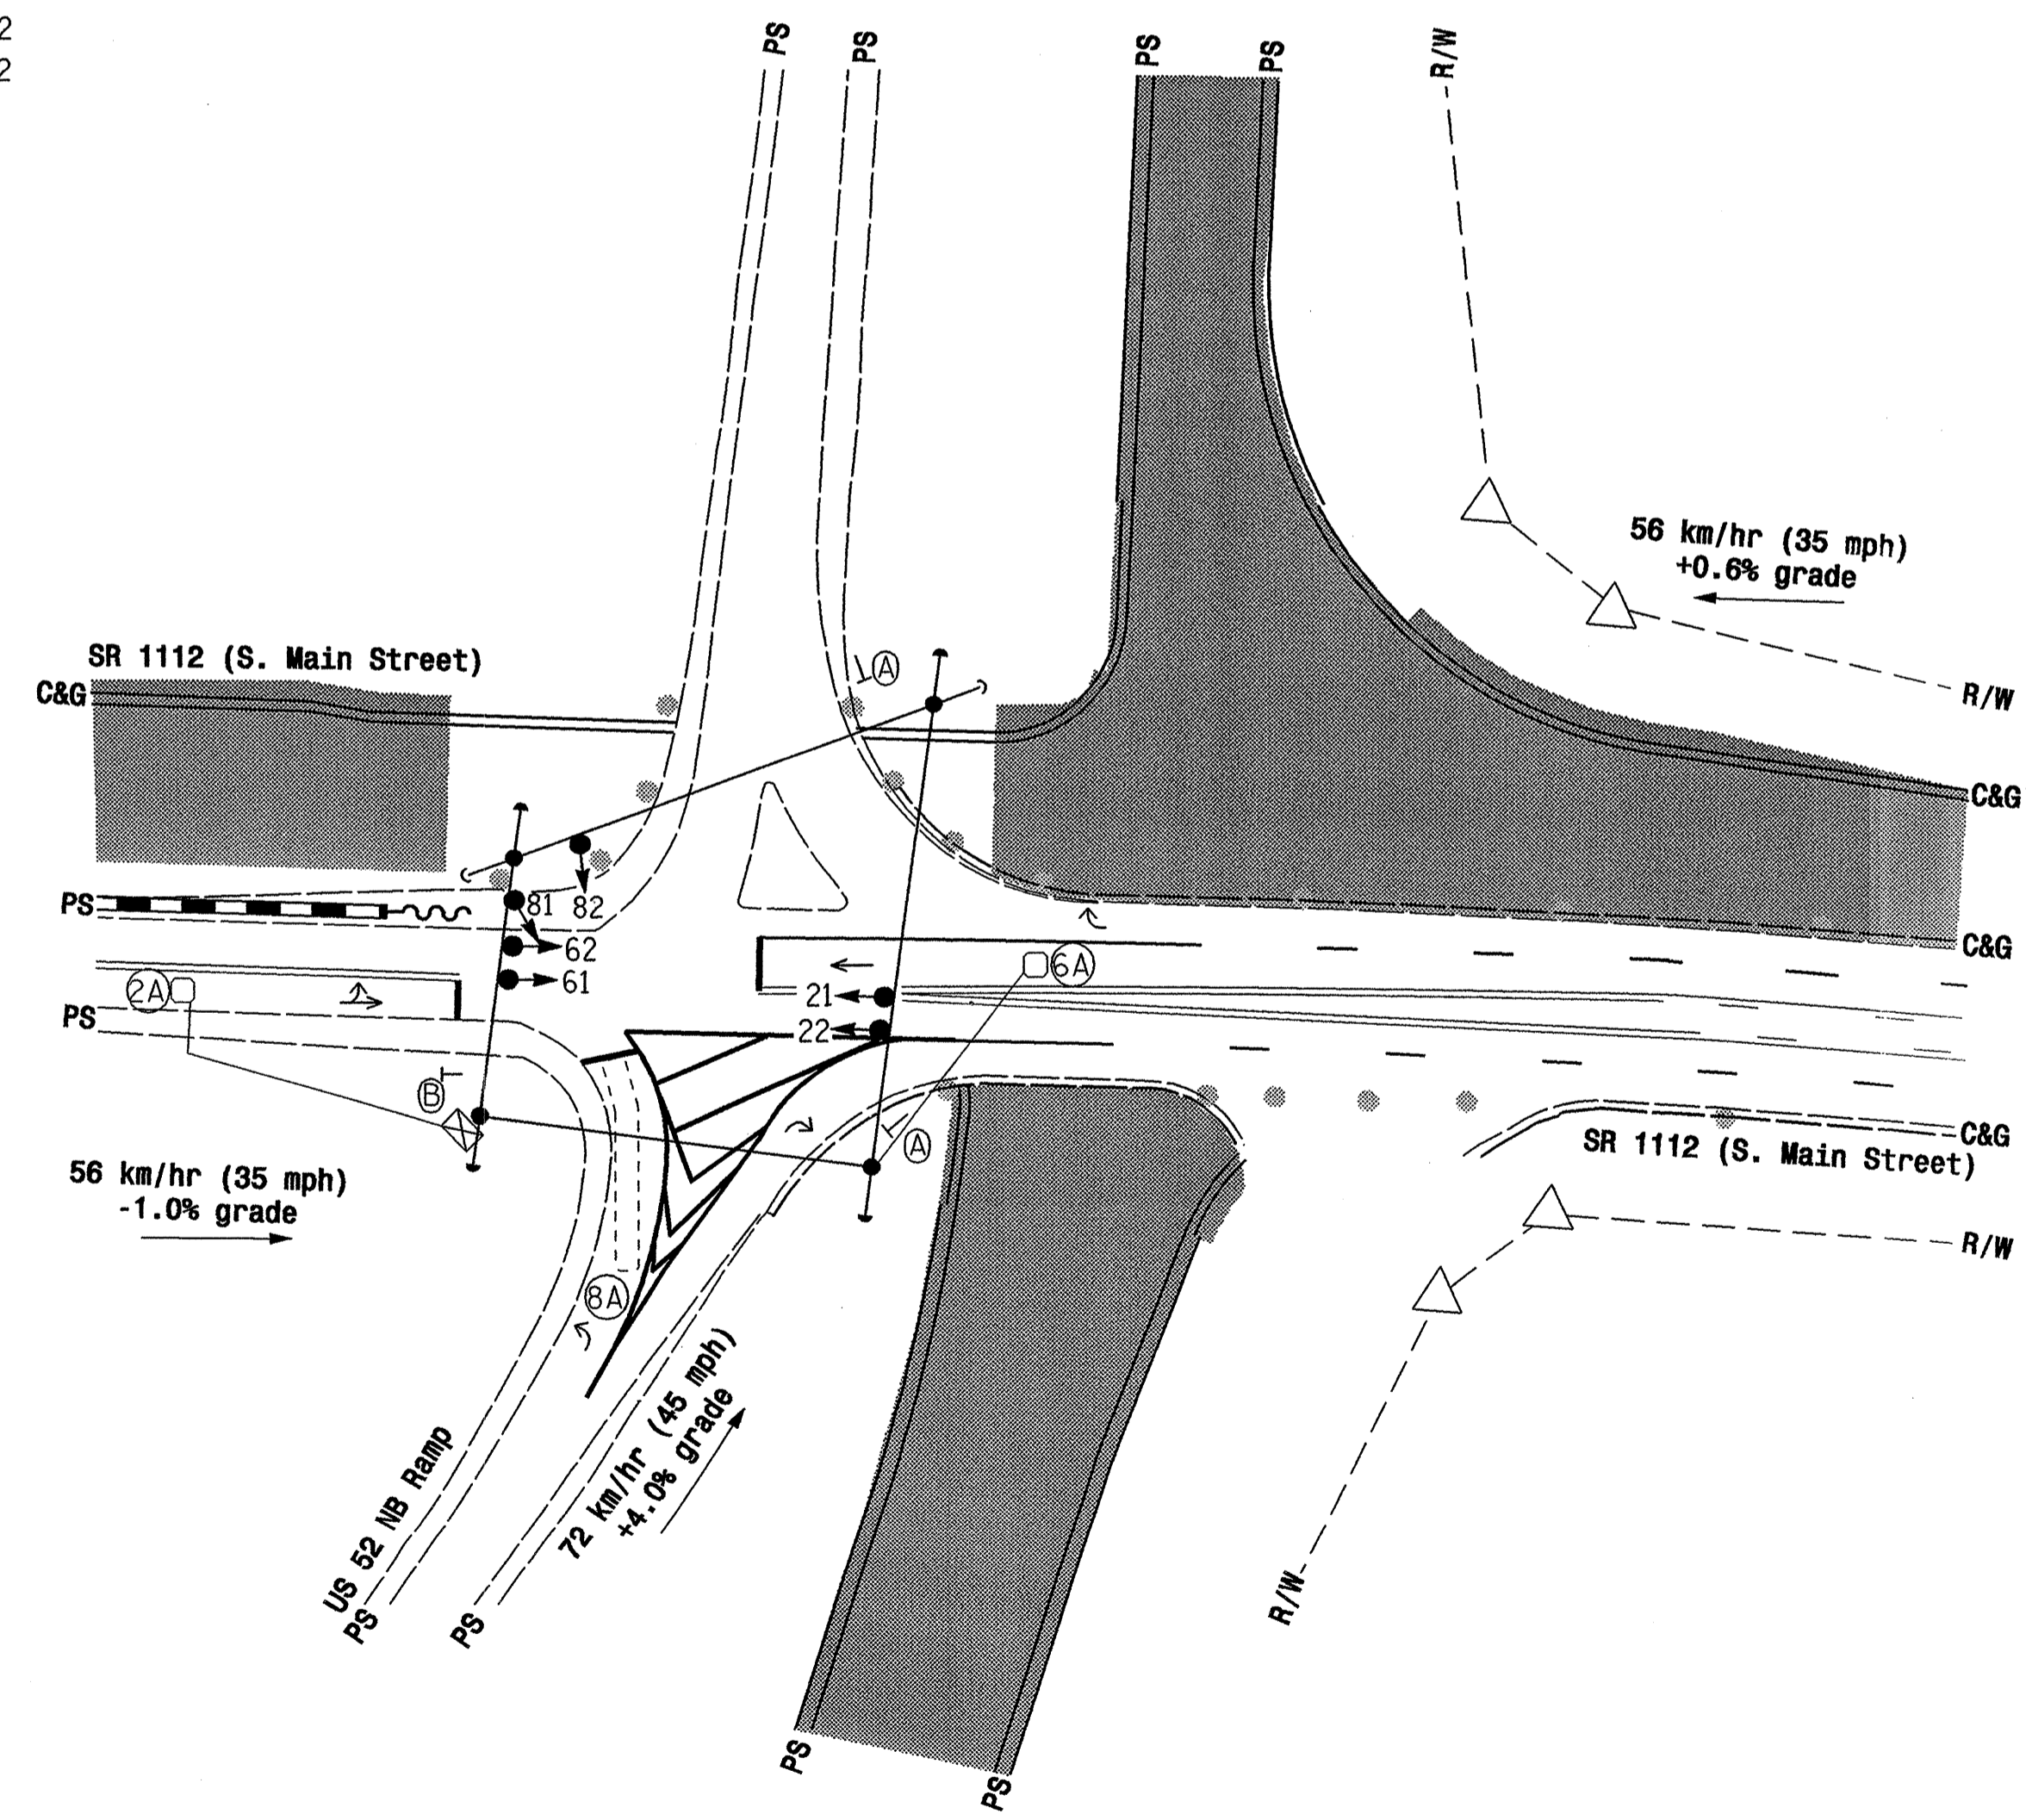 2
2
PS
PS
PS
PS
R/W
56 km/hr (35 mph)
+0.6% grade
R/W
SR 1112 (S. Main Street)
C&G
A
C&G
PS
81
82
62
61
2A
6A
21
22
C&G
PS
B
A
C&G
SR 1112 (S. Main Street)
56 km/hr (35 mph)
-1.0% grade
R/W
8A
72 km/hr (45 mph)
+4.0% grade
US 52 NB Ramp
PS
PS
R/W
PS
PS